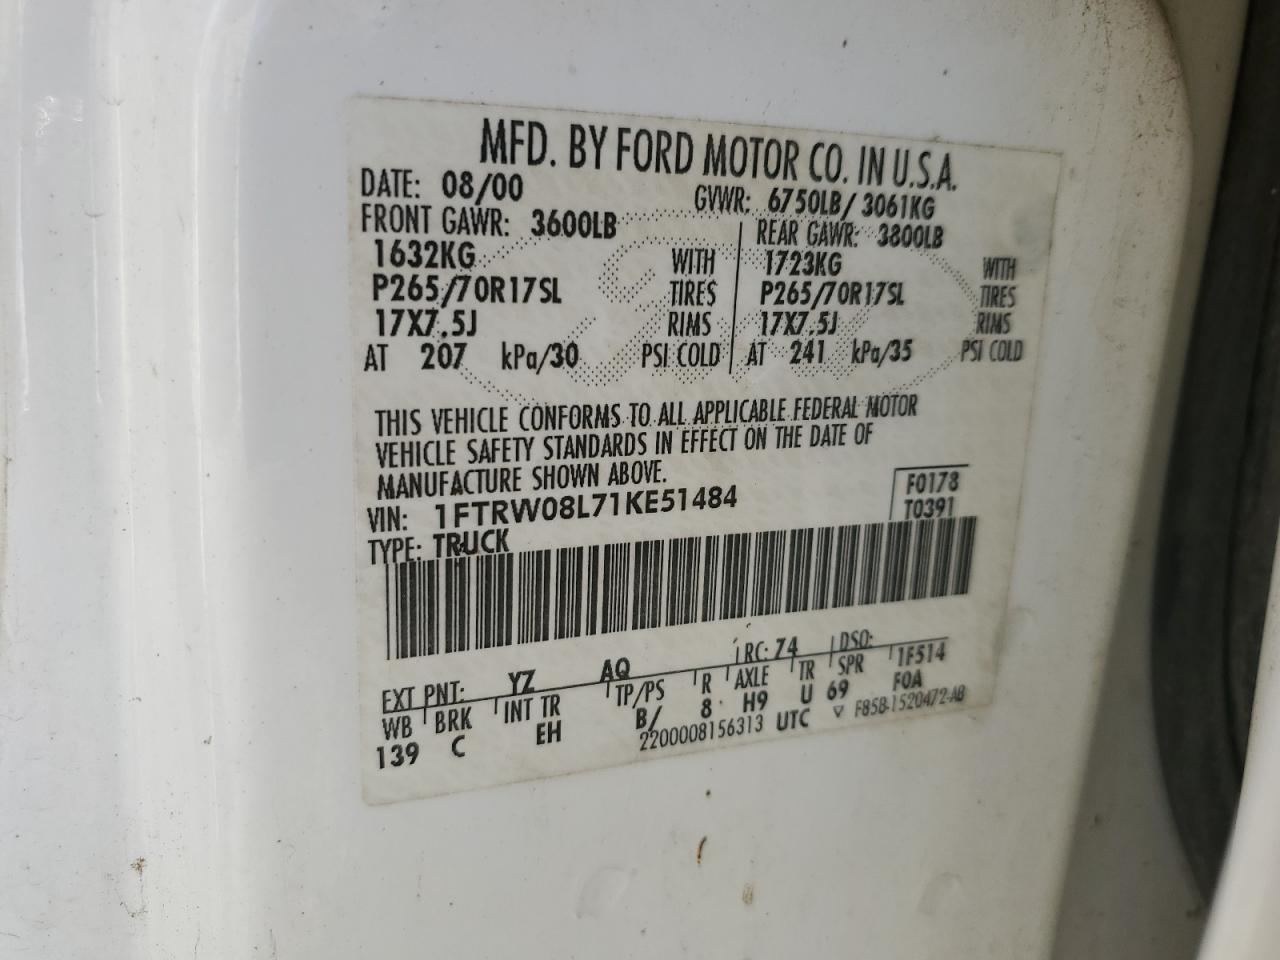 MFD. BY FORD MOTOR CO. IN U.S.A.
DATE: 08/00 GVWR: 6750LB/ 3061KG
FRONT GAWR: 3600LB REAR GAWR: 3800LB
1632KG WITH 1723KG WITH
P265/70R17SL TIRES P265/70R17SL TIRES
17X7.5J RIMS 17X7.5J RIMS
AT 207 kPa/30 PSI COLD AT 241 kPa/35 PSI COLD
THIS VEHICLE CONFORMS TO ALL APPLICABLE FEDERAL MOTOR
VEHICLE SAFETY STANDARDS IN EFFECT ON THE DATE OF
MANUFACTURE SHOWN ABOVE.
F0178
VIN: 1FTRW08L71KE51484 T0391
TYPE: TRUCK
EXT PNT: YZ AQ RC: 74 DSO:
WB BRK INT TR TP/PS R AXLE TR SPR 1F514
139 C EH B/ 8 H9 U 69 F0A
2200008156313 UTC ▽ F85B-1520472-AB